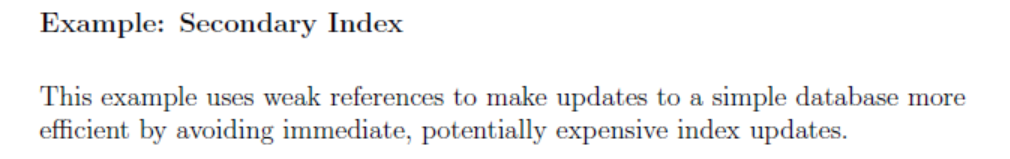 Example: Secondary Index
This example uses weak references to make updates to a simple database more
efficient by avoiding immediate, potentially expensive index updates.